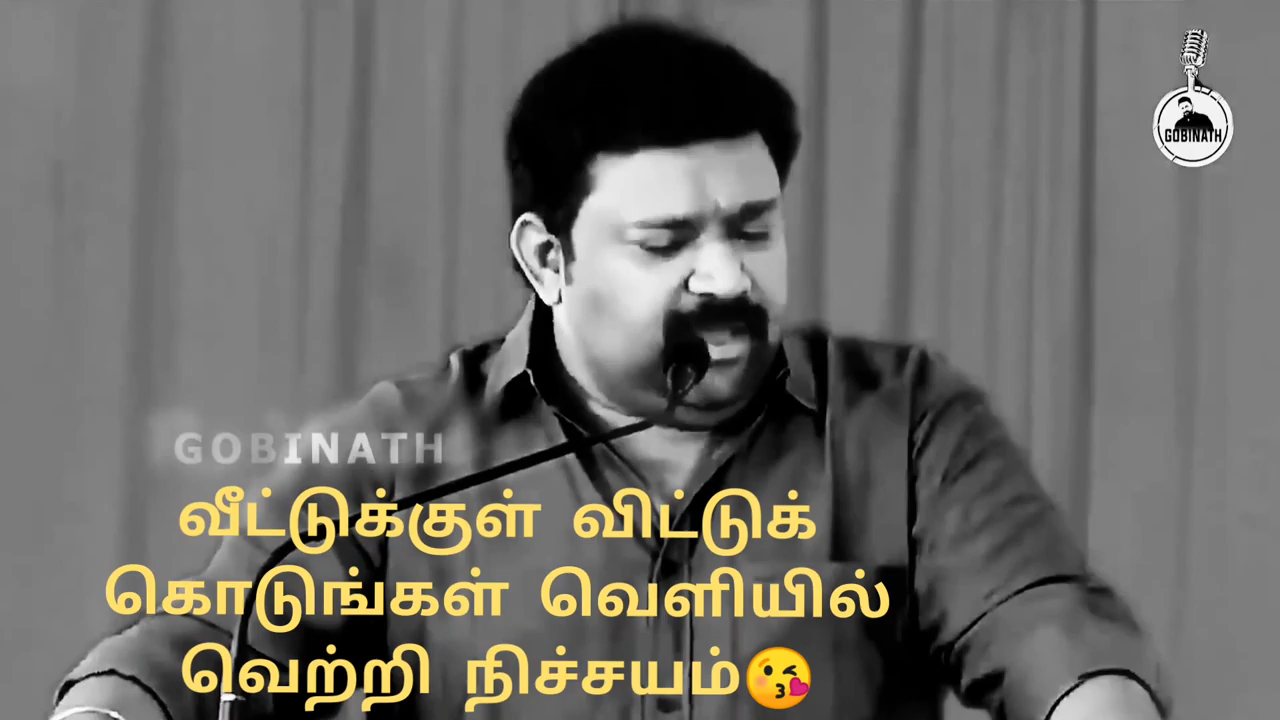 GOBINATH
GOBINATH
வீட்டுக்குள் விட்டுக்
கொடுங்கள் வெளியில்
வெற்றி நிச்சயம்😘